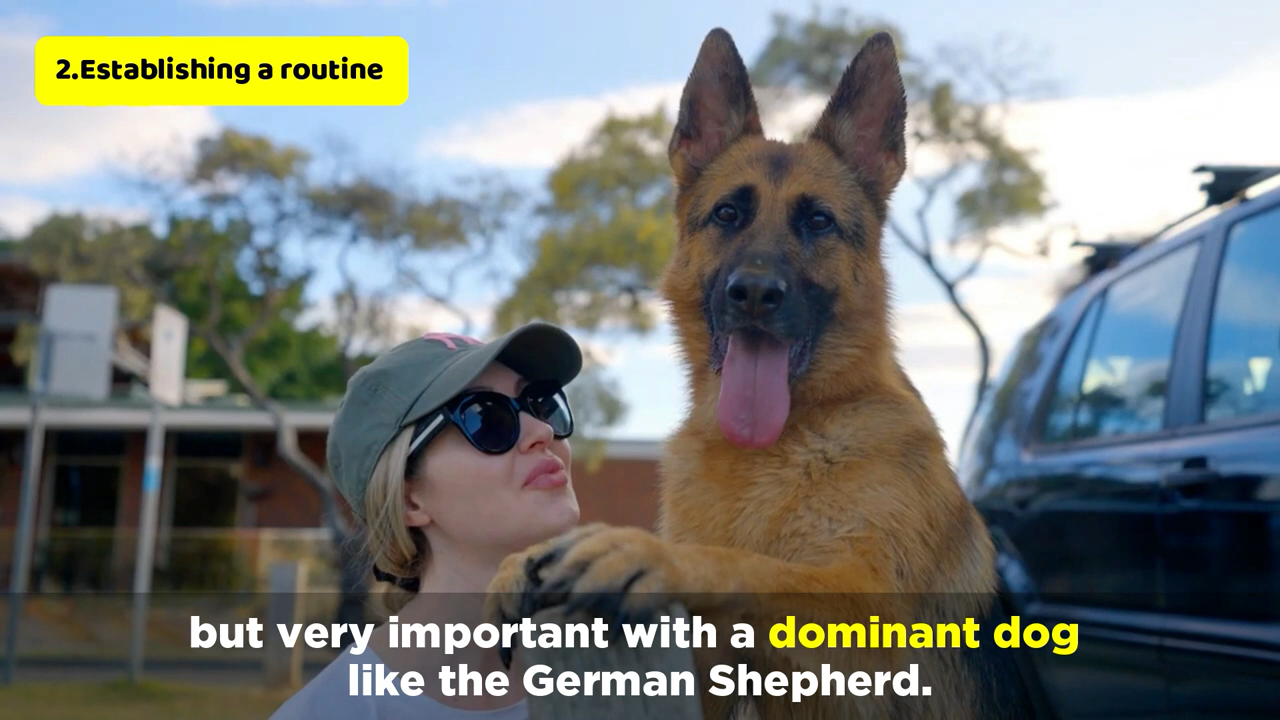 2.Establishing a routine
but very important with a dominant dog
like the German Shepherd.